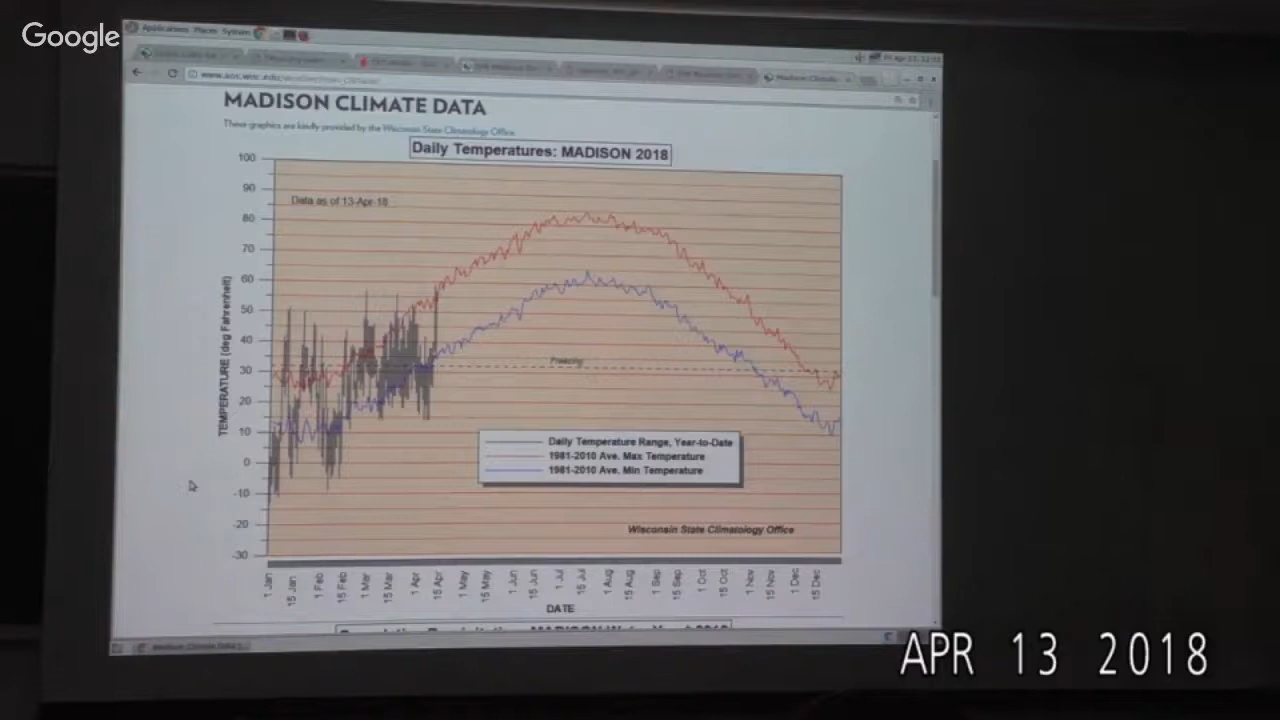 Google
Applications Places System
MADISON CLIMATE DATA
These graphics are kindly provided by the Wisconsin State Climatology Office
Daily Temperatures: MADISON 2018
Data as of 13-Apr-18
TEMPERATURE (deg Fahrenheit)
100
90
80
70
60
50
40
30
20
10
0
-10
-20
-30
Freezing
Daily Temperature Range, Year-to-Date
1981-2010 Ave. Max Temperature
1981-2010 Ave. Min Temperature
Wisconsin State Climatology Office
1 Jan
15 Jan
1 Feb
15 Feb
1 Mar
15 Mar
1 Apr
15 Apr
1 May
15 May
1 Jun
15 Jun
1 Jul
15 Jul
1 Aug
15 Aug
1 Sep
15 Sep
1 Oct
15 Oct
1 Nov
15 Nov
1 Dec
15 Dec
DATE
APR 13 2018